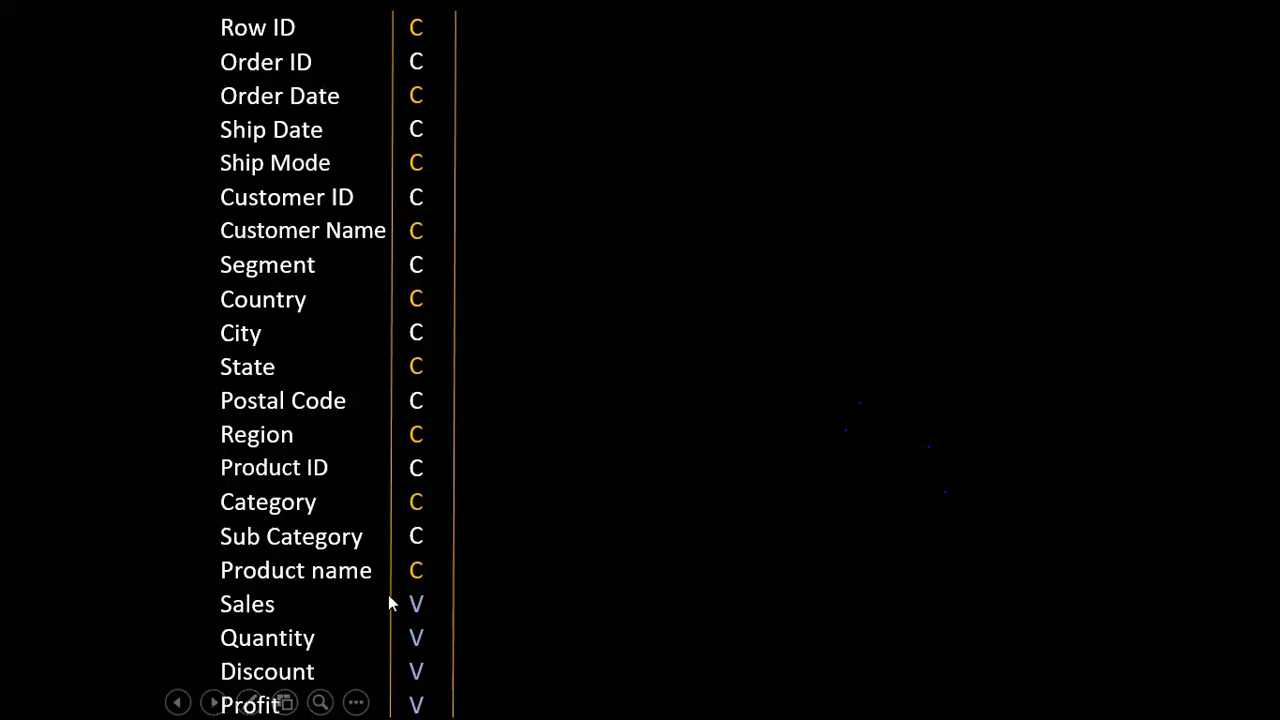 Row ID C
Order ID C
Order Date C
Ship Date C
Ship Mode C
Customer ID C
Customer Name C
Segment C
Country C
City C
State C
Postal Code C
Region C
Product ID C
Category C
Sub Category C
Product name C
Sales V
Quantity V
Discount V
Profit V